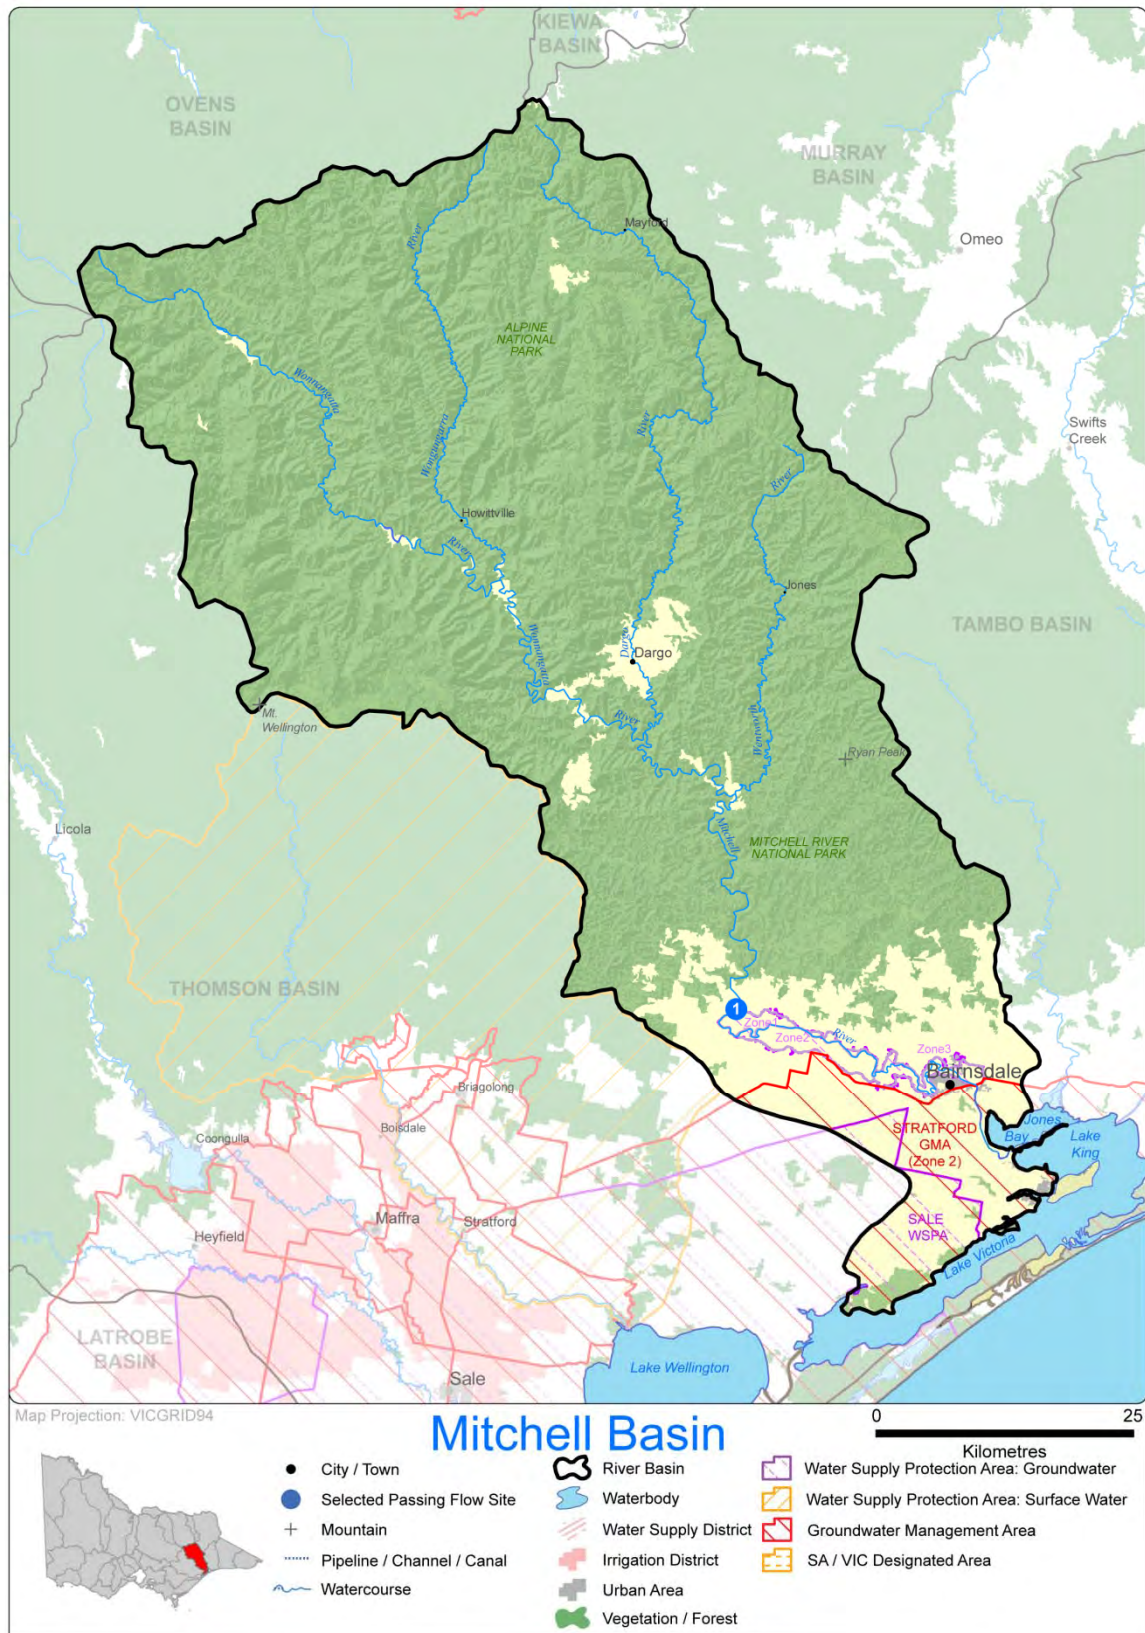 KIEWA
BASIN
OVENS
BASIN
MURRAY
BASIN
Mayford
Omeo
River
ALPINE
NATIONAL
PARK
Wonnangatta
River
Swifts
Creek
Wongungarra
River
Howittville
River
Jones
TAMBO BASIN
Wonnangatta
Dargo
Dargo
Mt.
Wellington
River
Wentworth
Ryan Peak
Licola
Mitchell
MITCHELL RIVER
NATIONAL PARK
THOMSON BASIN
1
Zone1
Zone2
River
Zone3
Bairnsdale
Briagolong
Boisdale
Coongulla
STRATFORD
GMA
(Zone 2)
Jones
Bay
Lake
King
Maffra
Stratford
Heyfield
SALE
WSPA
Lake Victoria
LATROBE
BASIN
Sale
Lake Wellington
Map Projection: VICGRID94
Mitchell Basin
0 25
Kilometres
City / Town
Selected Passing Flow Site
Mountain
Pipeline / Channel / Canal
Watercourse
River Basin
Waterbody
Water Supply District
Irrigation District
Urban Area
Vegetation / Forest
Water Supply Protection Area: Groundwater
Water Supply Protection Area: Surface Water
Groundwater Management Area
SA / VIC Designated Area